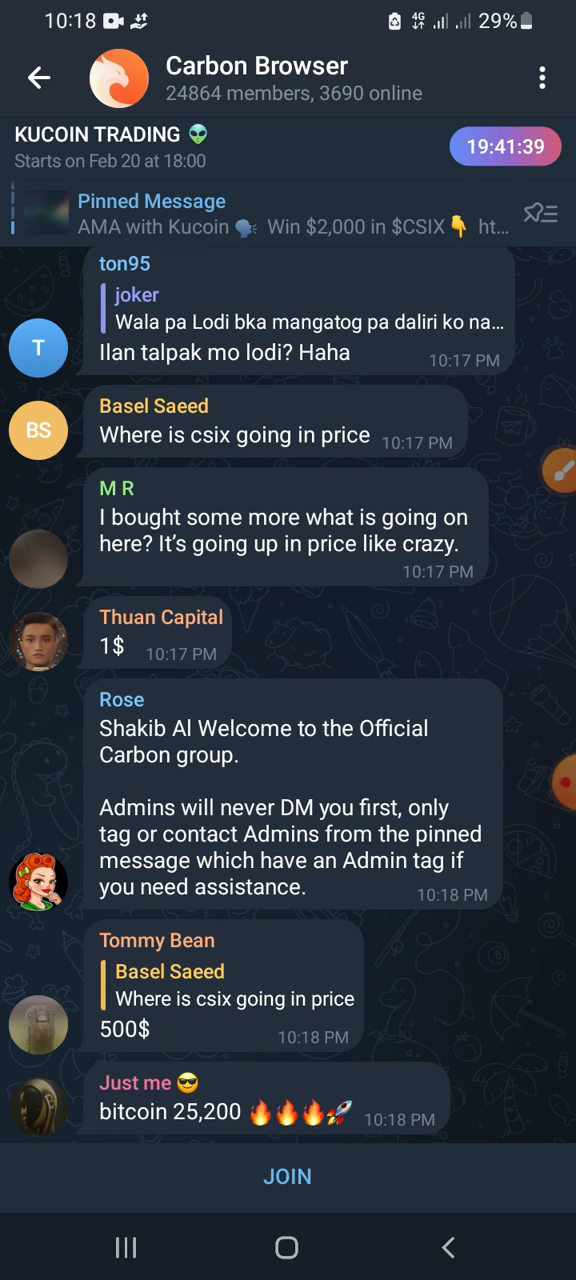 10:18 4G 29%
Carbon Browser
24864 members, 3690 online
KUCOIN TRADING 👽
Starts on Feb 20 at 18:00
19:41:39
Pinned Message
AMA with Kucoin 🗣 Win $2,000 in $CSIX👇 ht...
ton95
joker
Wala pa Lodi bka mangatog pa daliri ko na...
T
Ilan talpak mo lodi? Haha 10:17 PM
Basel Saeed
BS
Where is csix going in price 10:17 PM
M R
I bought some more what is going on
here? It's going up in price like crazy.
10:17 PM
Thuan Capital
1$ 10:17 PM
Rose
Shakib Al Welcome to the Official
Carbon group.
Admins will never DM you first, only
tag or contact Admins from the pinned
message which have an Admin tag if
you need assistance. 10:18 PM
Tommy Bean
Basel Saeed
Where is csix going in price
500$ 10:18 PM
Just me 😎
bitcoin 25,200 🔥🔥🔥🚀 10:18 PM
JOIN